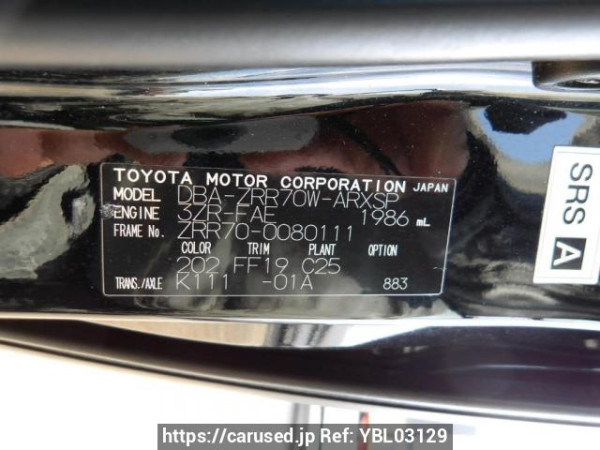 TOYOTA MOTOR CORPORATION JAPAN
MODEL DBA-ZRR70W-ARXSP
ENGINE 3ZR-FAE 1986 mL
FRAME No. ZRR70-0080111
COLOR TRIM PLANT OPTION
202 FF19 C25
TRANS./AXLE K111 -01A 883
SRS A
https://carused.jp Ref: YBL03129